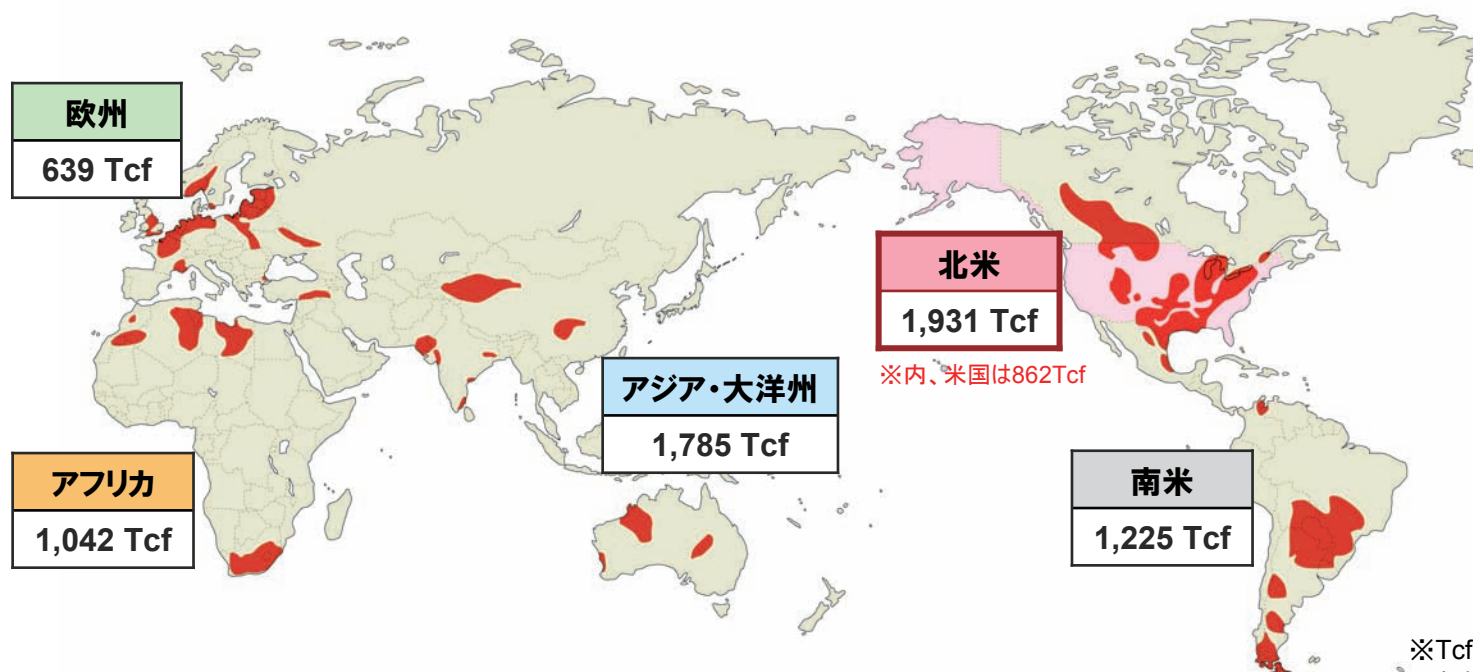 欧州
639 Tcf
北米
1,931 Tcf
※内、米国は862Tcf
アジア・大洋州
1,785 Tcf
アフリカ
1,042 Tcf
南米
1,225 Tcf
※Tcf